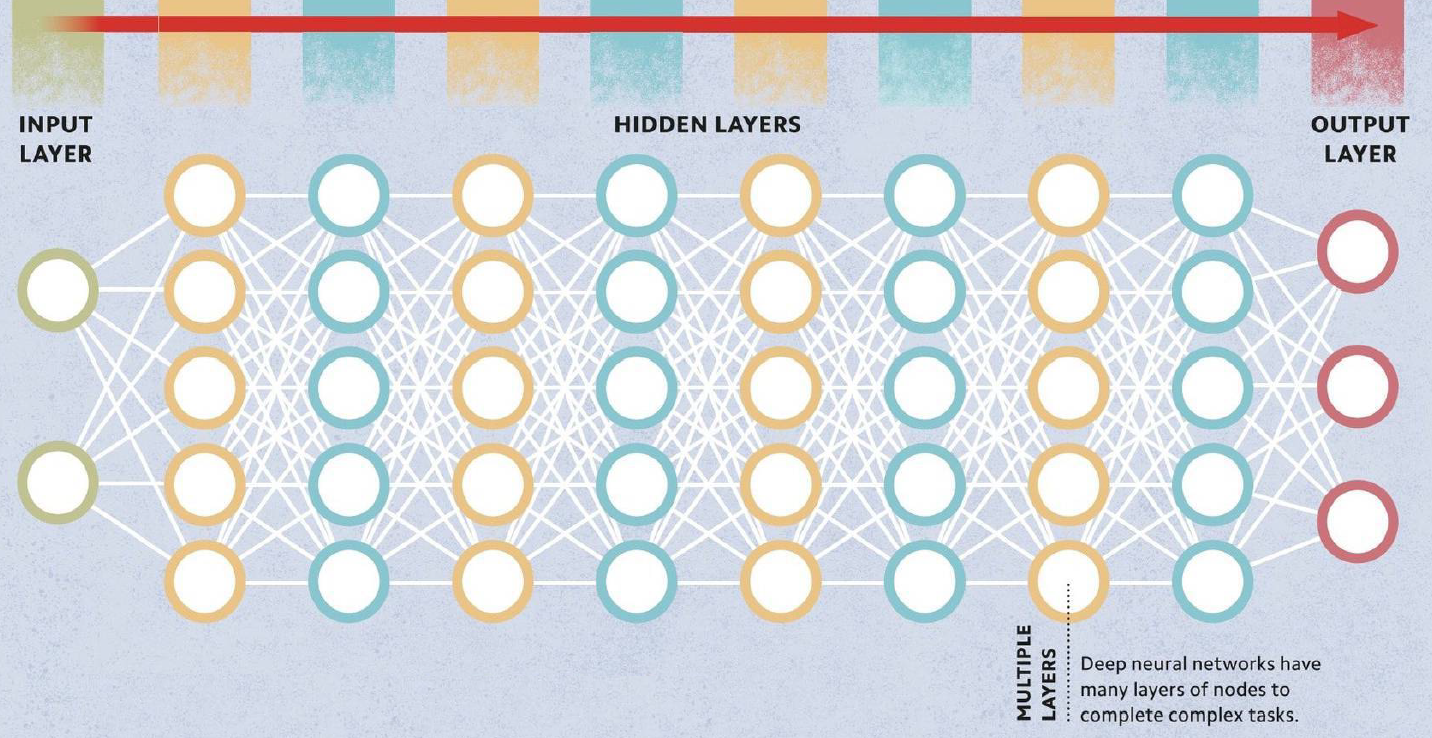 INPUT
LAYER
HIDDEN LAYERS
OUTPUT
LAYER
MULTIPLE
LAYERS
Deep neural networks have
many layers of nodes to
complete complex tasks.